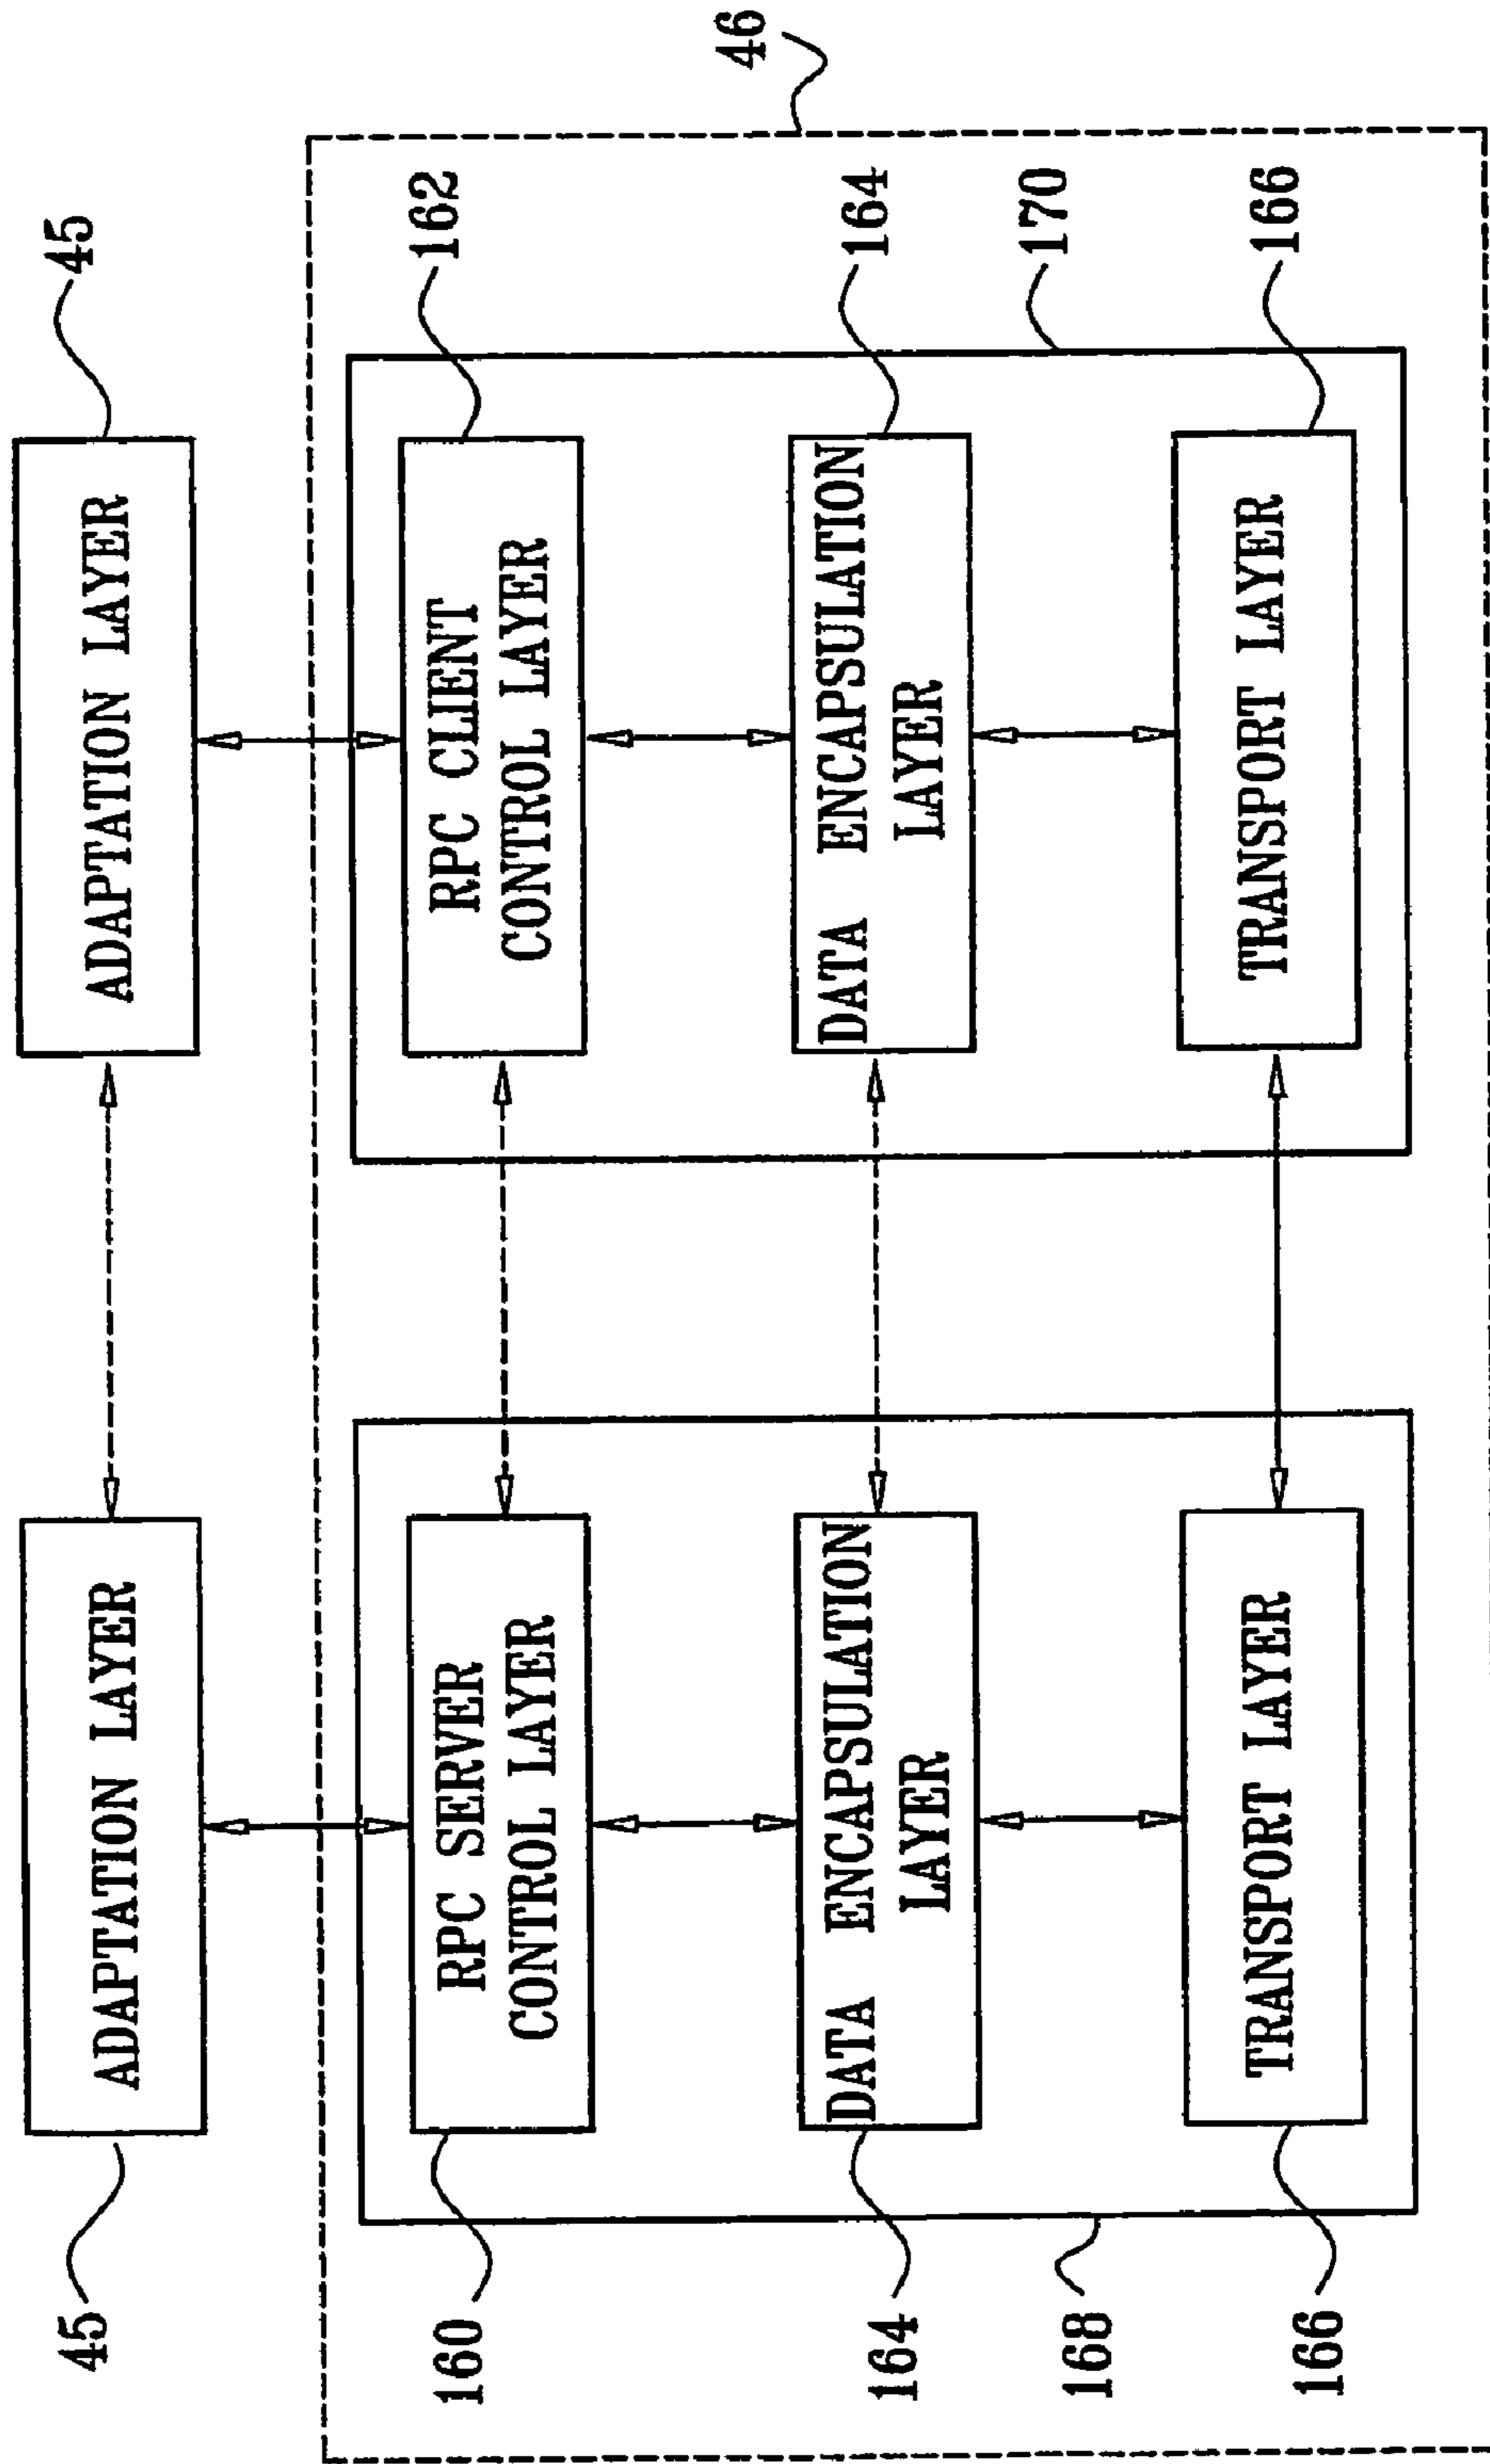 45
ADAPTATION LAYER
ADAPTATION LAYER
45
46
160
RPC SERVER
CONTROL LAYER
RPC CLIENT
CONTROL LAYER
162
164
DATA ENCAPSULATION
LAYER
DATA ENCAPSULATION
LAYER
164
168
170
166
TRANSPORT LAYER
TRANSPORT LAYER
166